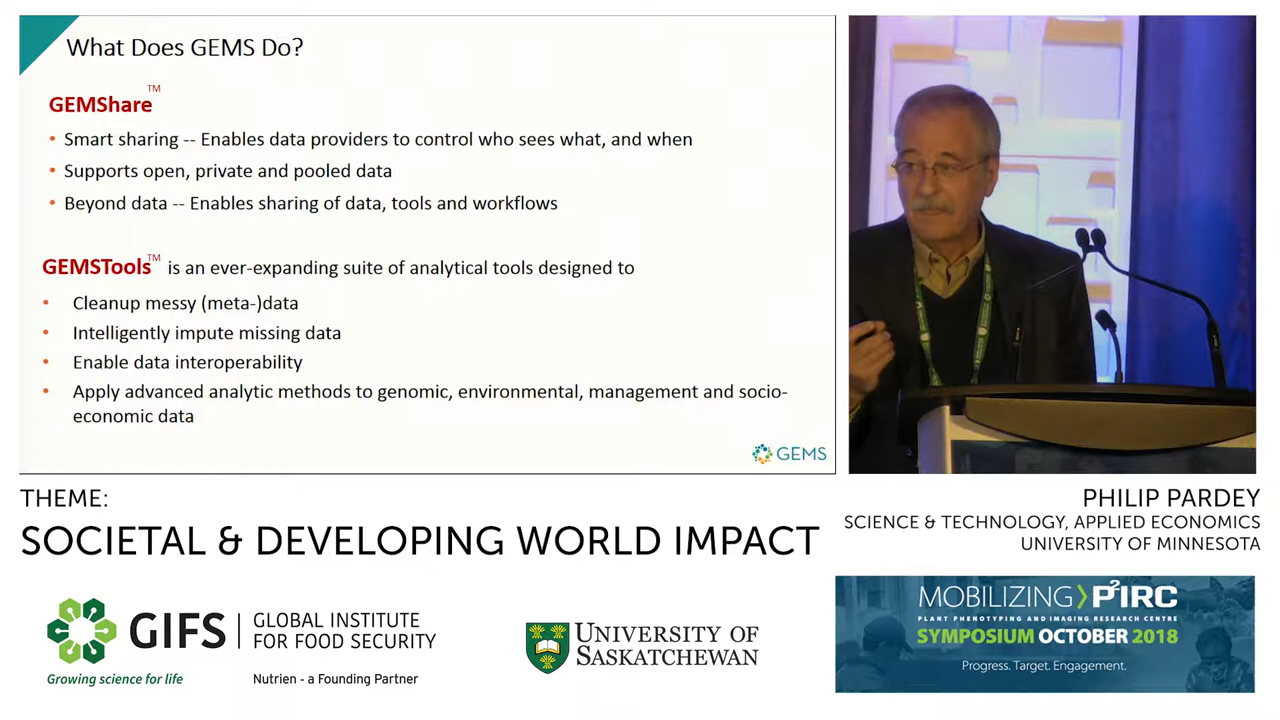 What Does GEMS Do?
GEMShare™
• Smart sharing -- Enables data providers to control who sees what, and when
• Supports open, private and pooled data
• Beyond data -- Enables sharing of data, tools and workflows
GEMSTools™ is an ever-expanding suite of analytical tools designed to
• Cleanup messy (meta-)data
• Intelligently impute missing data
• Enable data interoperability
• Apply advanced analytic methods to genomic, environmental, management and socio-
economic data
GEMS
THEME:
SOCIETAL & DEVELOPING WORLD IMPACT
PHILIP PARDEY
SCIENCE & TECHNOLOGY, APPLIED ECONOMICS
UNIVERSITY OF MINNESOTA
GIFS
GLOBAL INSTITUTE
FOR FOOD SECURITY
Growing science for life
Nutrien - a Founding Partner
UNIVERSITY OF
SASKATCHEWAN
MOBILIZING P²IRC
PLANT PHENOTYPING AND IMAGING RESEARCH CENTRE
SYMPOSIUM OCTOBER 2018
Progress. Target. Engagement.